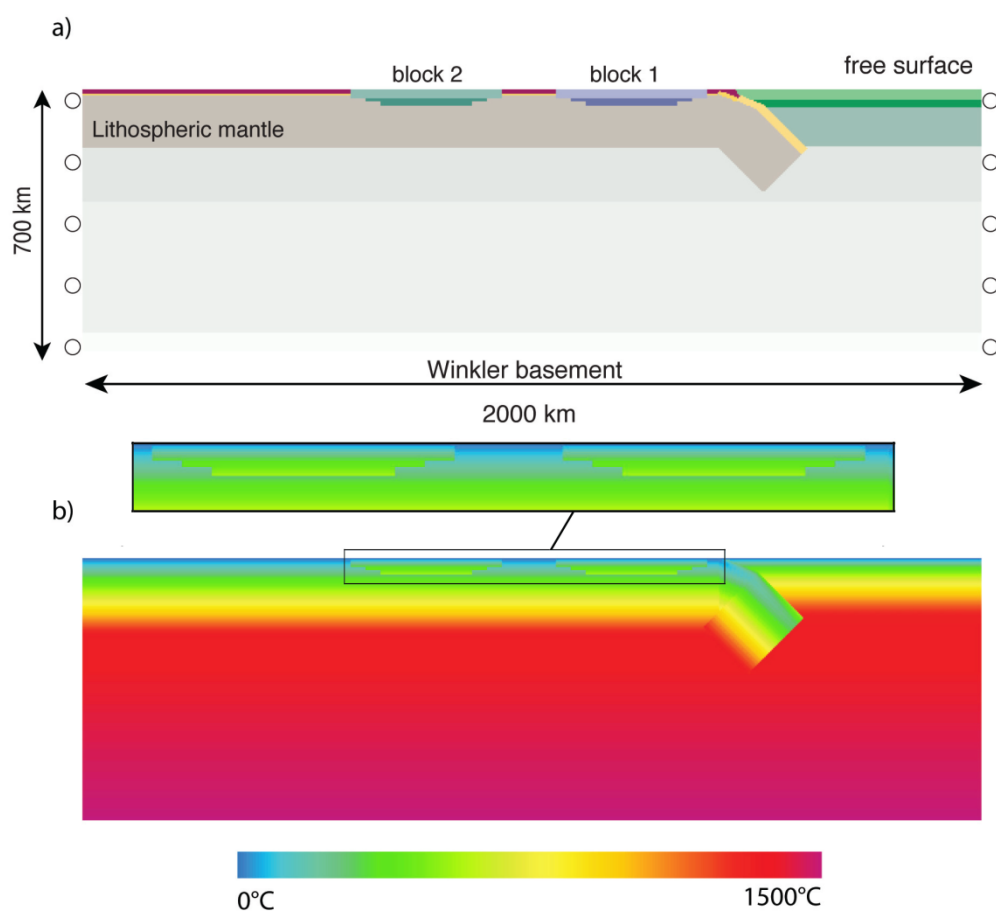 a)
block 2
block 1
free surface
Lithospheric mantle
700 km
Winkler basement
2000 km
b)
0°C
1500°C